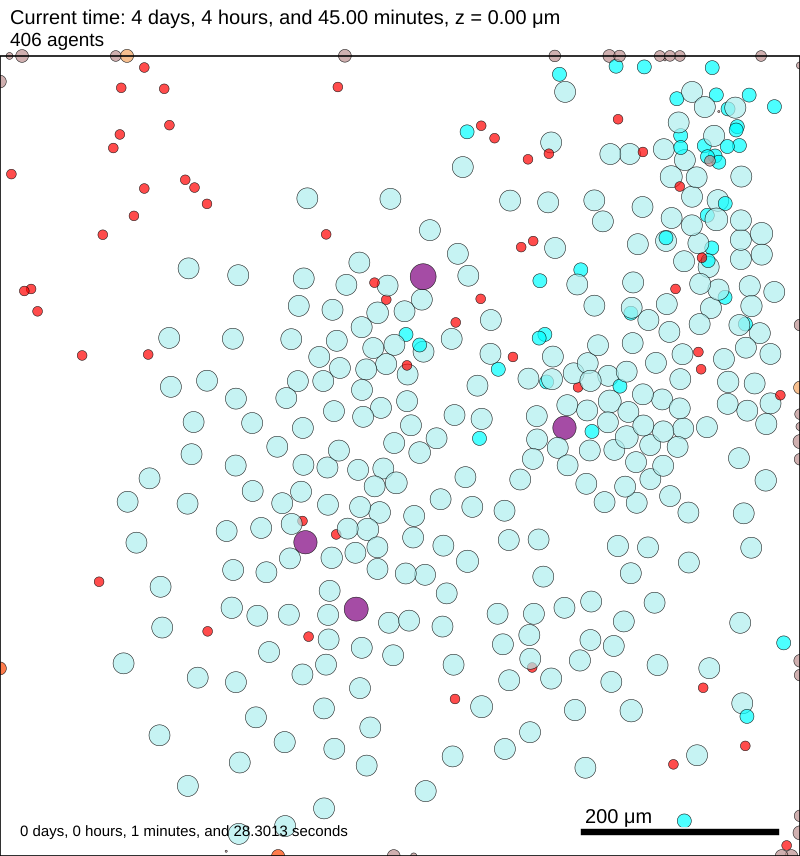 Current time: 4 days, 4 hours, and 45.00 minutes, z = 0.00 μm
406 agents
200 μm
0 days, 0 hours, 1 minutes, and 28.3013 seconds